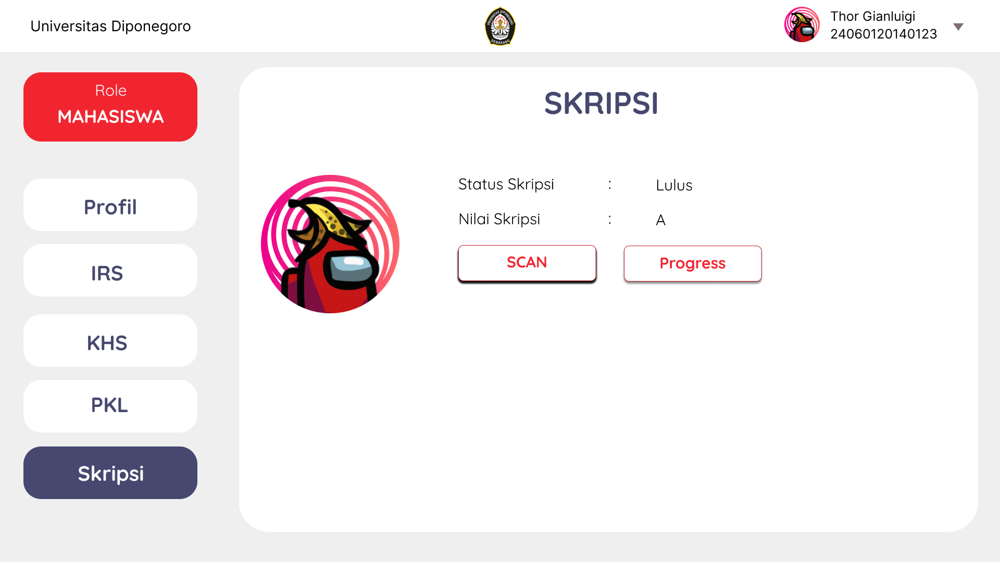 Universitas Diponegoro
UNIVERSITAS DIPONEGORO
SEMARANG
Thor Gianluigi
24060120140123
Role
MAHASISWA
Profil
IRS
KHS
PKL
Skripsi
SKRIPSI
Status Skripsi : Lulus
Nilai Skripsi : A
SCAN Progress